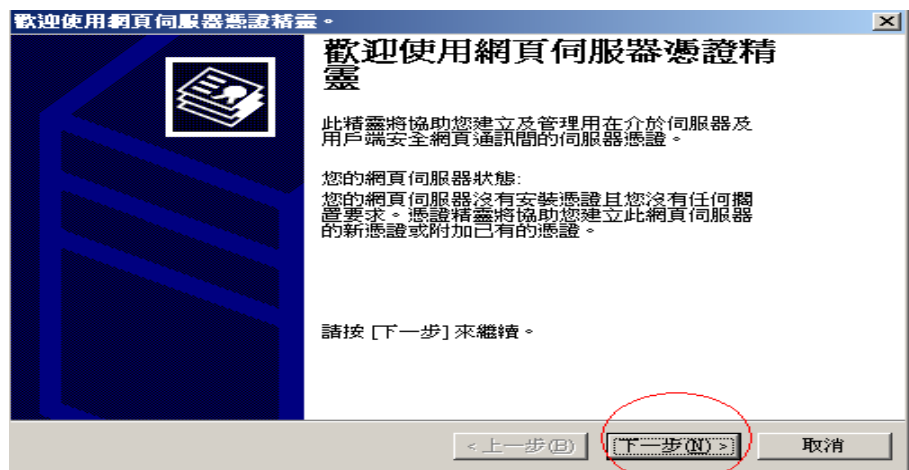 歡迎使用網頁伺服器憑證精靈。
歡迎使用網頁伺服器憑證精
靈
此精靈將協助您建立及管理用在介於伺服器及
用戶端安全網頁通訊間的伺服器憑證。
您的網頁伺服器狀態:
您的網頁伺服器沒有安裝憑證且您沒有任何擱
置要求。憑證精靈將協助您建立此網頁伺服器
的新憑證或附加已有的憑證。
請按 [下一步] 來繼續。
< 上一步(B)
下一步(N) >
取消